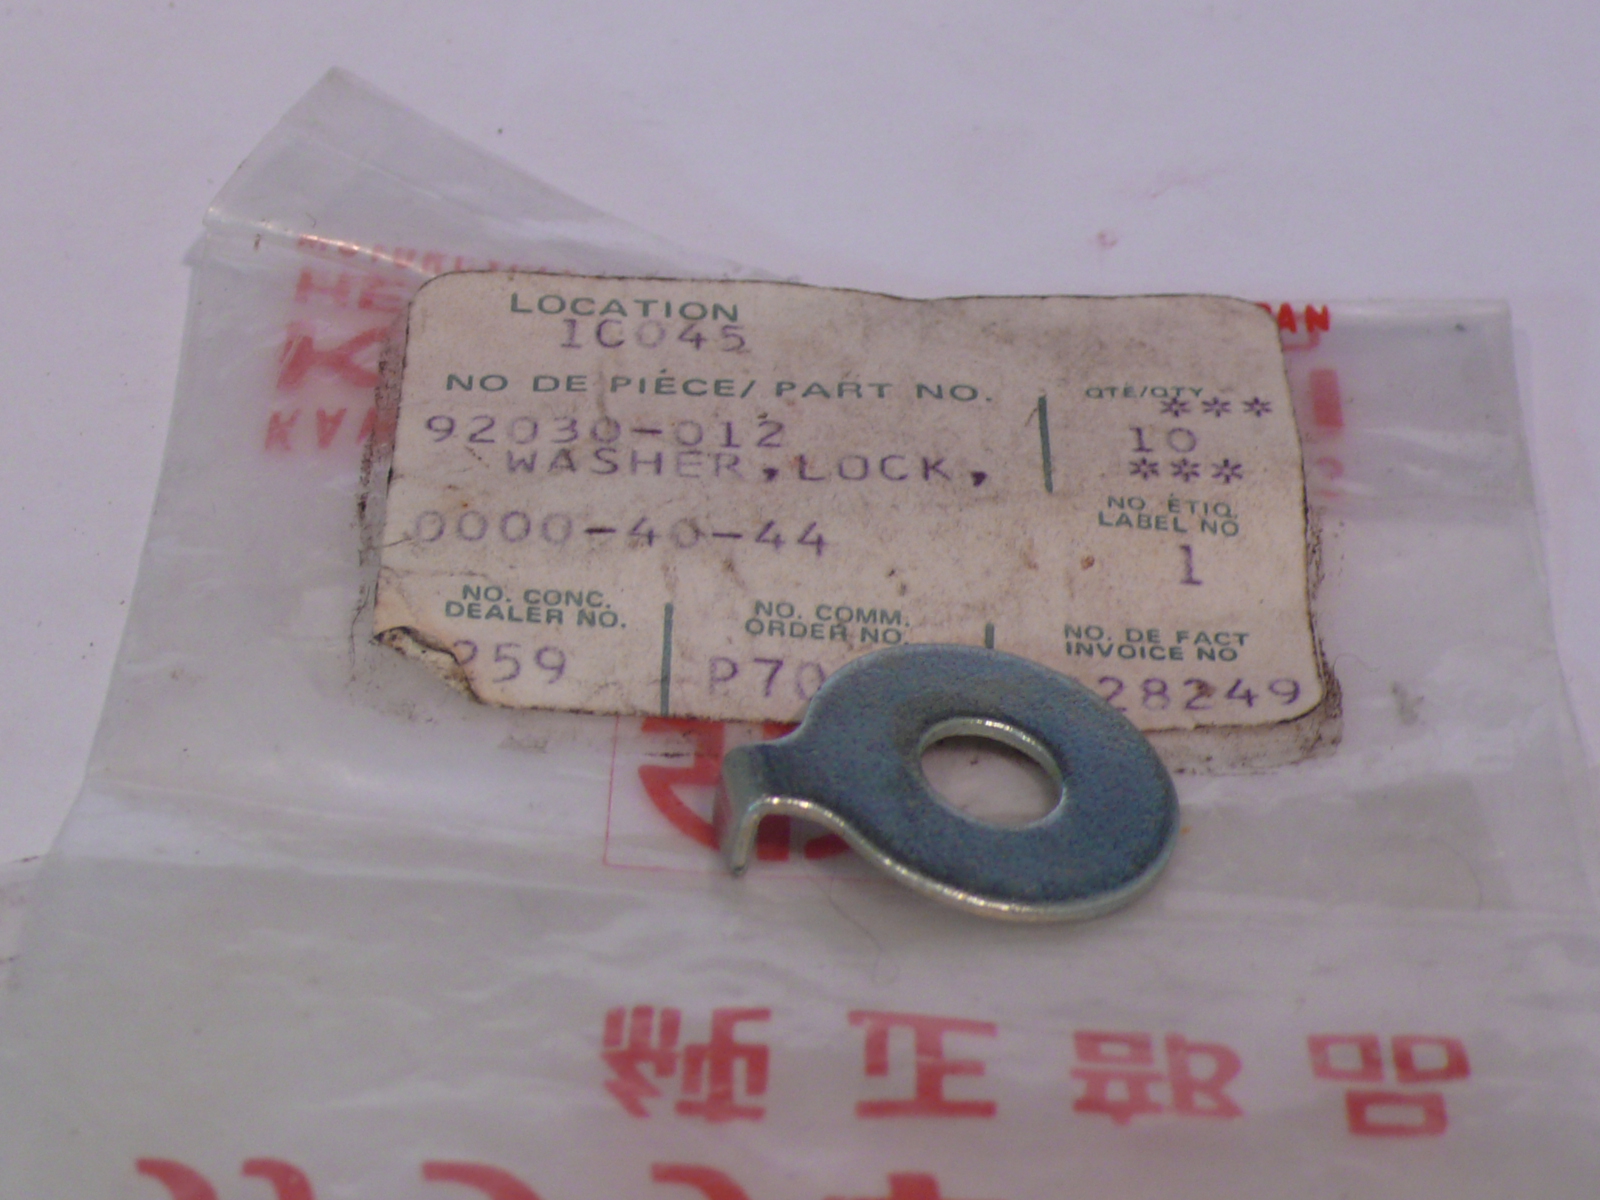 LOCATION
1C045
NO DE PIÈCE/ PART NO. QTE/QTY
***
92030-012 10
WASHER,LOCK, ***
NO ÉTIQ.
LABEL NO
0000-40-44
1
NO. CONC. NO. COMM. NO. DE FACT
DEALER NO. ORDER NO. INVOICE NO
259 P70 28249
純正部品